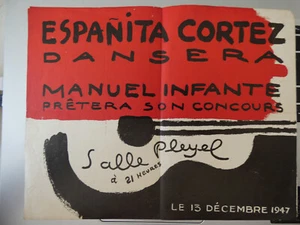 ESPAÑITA CORTEZ
DANSERA
MANUEL INFANTE
PRÊTERA SON CONCOURS
Salle Pleyel
à 21 HEURES
LE 13 DÉCEMBRE 1947